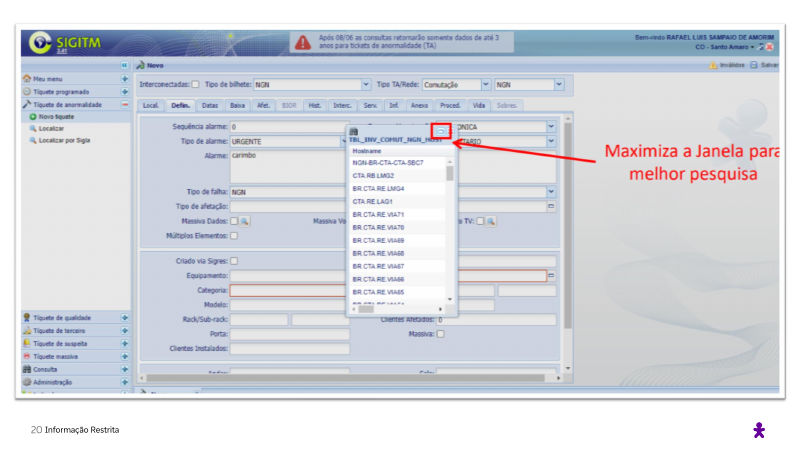 SIGITM
3.41
Após 08/06 as consultas retornarão somente dados de até 3
anos para tickets de anormalidade (TA)
Bem-vindo RAFAEL LUIS SAMPAIO DE AMORIM
CO - Santo Amaro
Novo
Inválidos Salvar
Meu menu
Tíquete programado
Tíquete de anormalidade
Novo tíquete
Localizar
Localizar por Sigla
Interconectadas: Tipo de bilhete: NGN Tipo TA/Rede: Comutação NGN
Local. Defin. Datas Baixa Afet. BIOR Hist. Interc. Serv. Inf. Anexo Proced. Vida Sobres.
Sequência alarme: 0
Tipo de alarme: URGENTE
Alarme: carimbo
Tipo de falha: NGN
Tipo de afetação:
Massiva Dados:
TV:
Múltiplos Elementos:
Criado via Sigres:
Equipamento:
Categoria:
Modelo:
Rack/Sub-rack:
Clientes Afetados: 0
Porta:
Massiva:
Clientes Instalados:
TBL_INV_COMUT_NGN_HOST
Hostname
NGN-BR-CTA-CTA-SBC7
CTA.RB.LMG2
BR.CTA.RE.LMG4
CTA.RE.LAG1
BR.CTA.RE.VIA71
BR.CTA.RE.VIA70
BR.CTA.RE.VIA69
BR.CTA.RE.VIA68
BR.CTA.RE.VIA67
BR.CTA.RE.VIA66
BR.CTA.RE.VIA65
Maximiza a Janela para
melhor pesquisa
Tíquete de qualidade
Tíquete de terceiro
Tíquete de suspeita
Tíquete massivo
Consulta
Administração
20 Informação Restrita